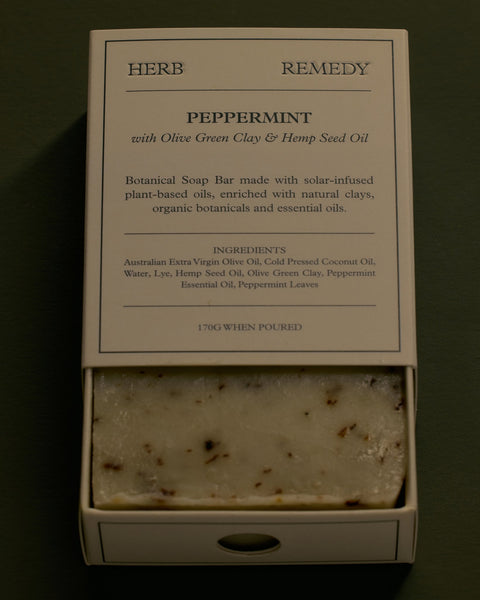 HERB REMEDY
PEPPERMINT
with Olive Green Clay & Hemp Seed Oil
Botanical Soap Bar made with solar-infused
plant-based oils, enriched with natural clays,
organic botanicals and essential oils.
INGREDIENTS
Australian Extra Virgin Olive Oil, Cold Pressed Coconut Oil,
Water, Lye, Hemp Seed Oil, Olive Green Clay, Peppermint
Essential Oil, Peppermint Leaves
170G WHEN POURED